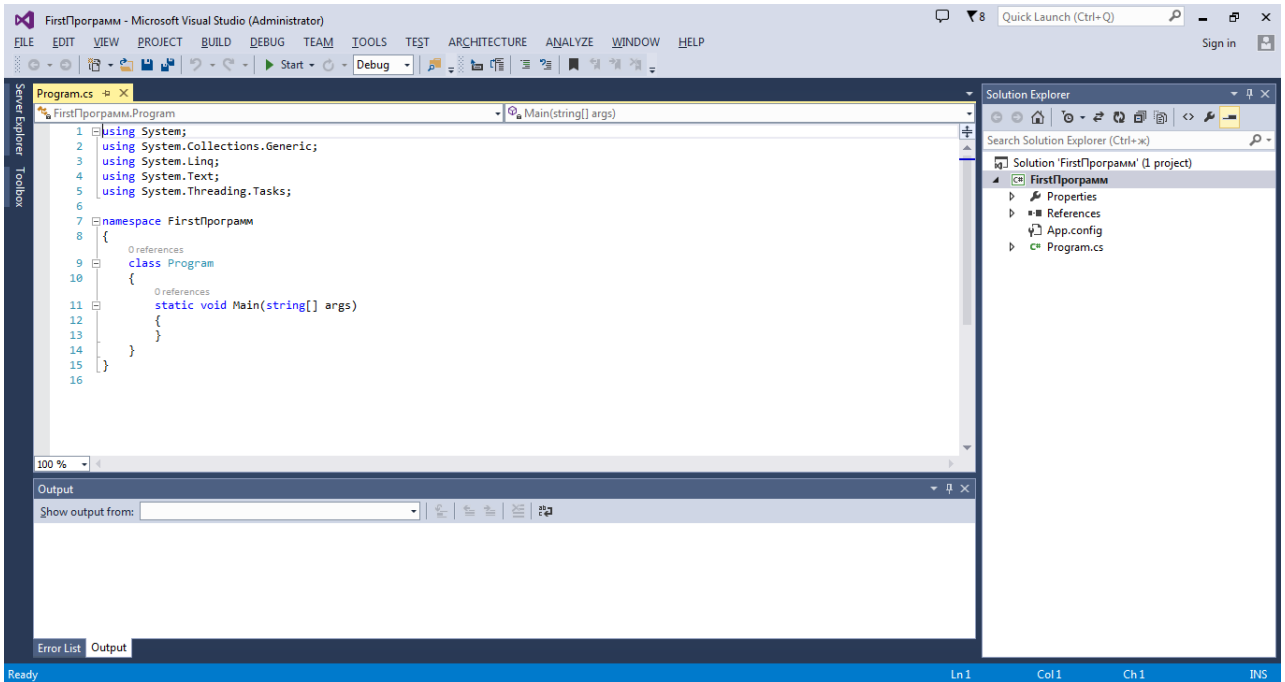 FirstПрограмм - Microsoft Visual Studio (Administrator)
8
Quick Launch (Ctrl+Q)
FILE EDIT VIEW PROJECT BUILD DEBUG TEAM TOOLS TEST ARCHITECTURE ANALYZE WINDOW HELP
Sign in
Start Debug
Server Explorer
Toolbox
Program.cs
FirstПрограмм.Program
Main(string[] args)
1 using System;
2 using System.Collections.Generic;
3 using System.Linq;
4 using System.Text;
5 using System.Threading.Tasks;
6
7 namespace FirstПрограмм
8 {
0 references
9 class Program
10 {
0 references
11 static void Main(string[] args)
12 {
13 }
14 }
15 }
16
100 %
Output
Show output from:
Error List Output
Solution Explorer
Search Solution Explorer (Ctrl+ж)
Solution 'FirstПрограмм' (1 project)
C# FirstПрограмм
Properties
References
App.config
C# Program.cs
Ready
Ln 1 Col 1 Ch 1 INS